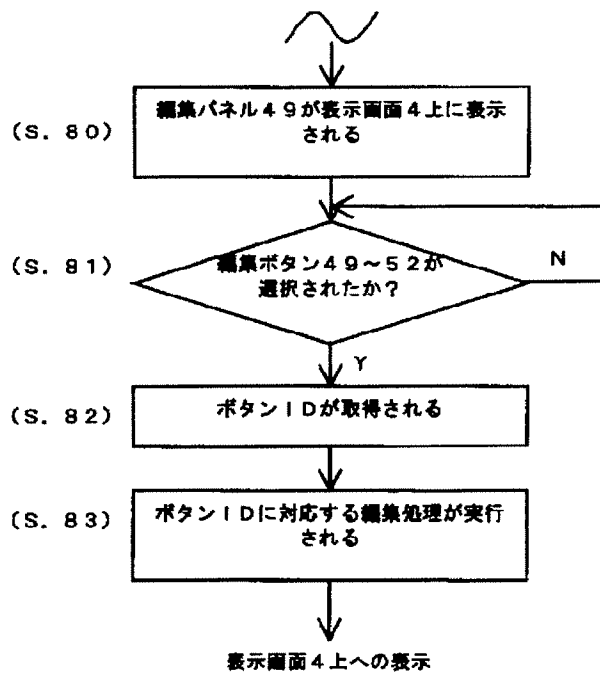 (S. 80)
編集パネル49が表示画面4上に表示
される
(S. 81)
編集ボタン49~52が
選択されたか?
N
Y
(S. 82)
ボタンIDが取得される
(S. 83)
ボタンIDに対応する編集処理が実行
される
表示画面4上への表示